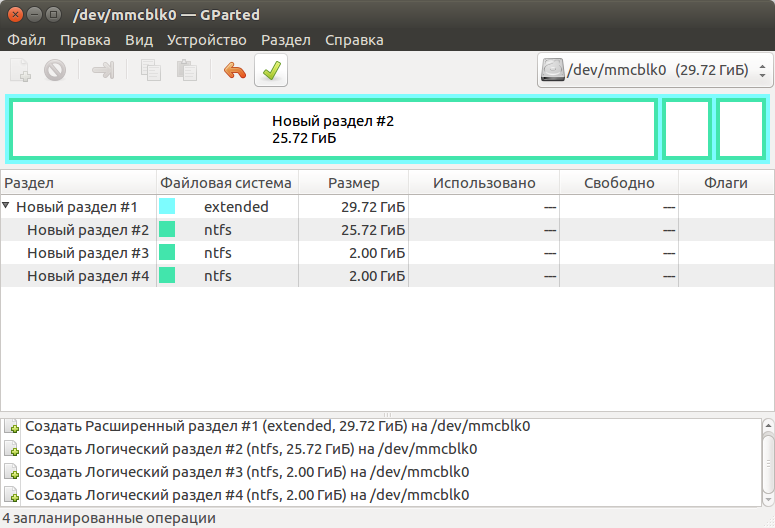 /dev/mmcblk0 — GParted
Файл Правка Вид Устройство Раздел Справка
/dev/mmcblk0 (29.72 ГиБ)
Новый раздел #2
25.72 ГиБ
Раздел Файловая система Размер Использовано Свободно Флаги
Новый раздел #1 extended 29.72 ГиБ --- ---
Новый раздел #2 ntfs 25.72 ГиБ --- ---
Новый раздел #3 ntfs 2.00 ГиБ --- ---
Новый раздел #4 ntfs 2.00 ГиБ --- ---
Создать Расширенный раздел #1 (extended, 29.72 ГиБ) на /dev/mmcblk0
Создать Логический раздел #2 (ntfs, 25.72 ГиБ) на /dev/mmcblk0
Создать Логический раздел #3 (ntfs, 2.00 ГиБ) на /dev/mmcblk0
Создать Логический раздел #4 (ntfs, 2.00 ГиБ) на /dev/mmcblk0
4 запланированные операции